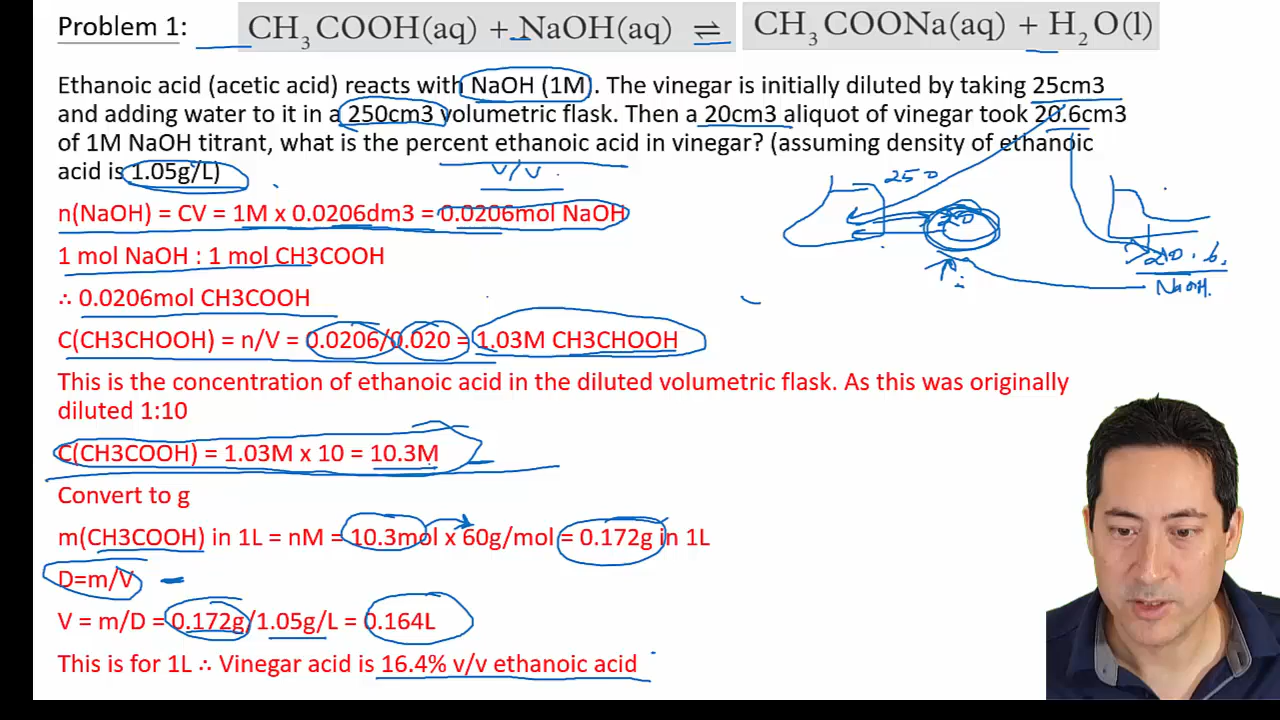 Problem 1: CH3COOH(aq) + NaOH(aq) ⇌ CH3COONa(aq) + H2O(l)
Ethanoic acid (acetic acid) reacts with NaOH (1M). The vinegar is initially diluted by taking 25cm3
and adding water to it in a 250cm3 volumetric flask. Then a 20cm3 aliquot of vinegar took 20.6cm3
of 1M NaOH titrant, what is the percent ethanoic acid in vinegar? (assuming density of ethanoic
acid is 1.05g/L)
v/v
250
n(NaOH) = CV = 1M x 0.0206dm3 = 0.0206mol NaOH
20
1 mol NaOH : 1 mol CH3COOH
20.6
NaOH.
∴ 0.0206mol CH3COOH
C(CH3CHOOH) = n/V = 0.0206/0.020 = 1.03M CH3CHOOH
This is the concentration of ethanoic acid in the diluted volumetric flask. As this was originally
diluted 1:10
C(CH3COOH) = 1.03M x 10 = 10.3M
Convert to g
m(CH3COOH) in 1L = nM = 10.3mol x 60g/mol = 0.172g in 1L
D=m/V
V = m/D = 0.172g/1.05g/L = 0.164L
This is for 1L ∴ Vinegar acid is 16.4% v/v ethanoic acid